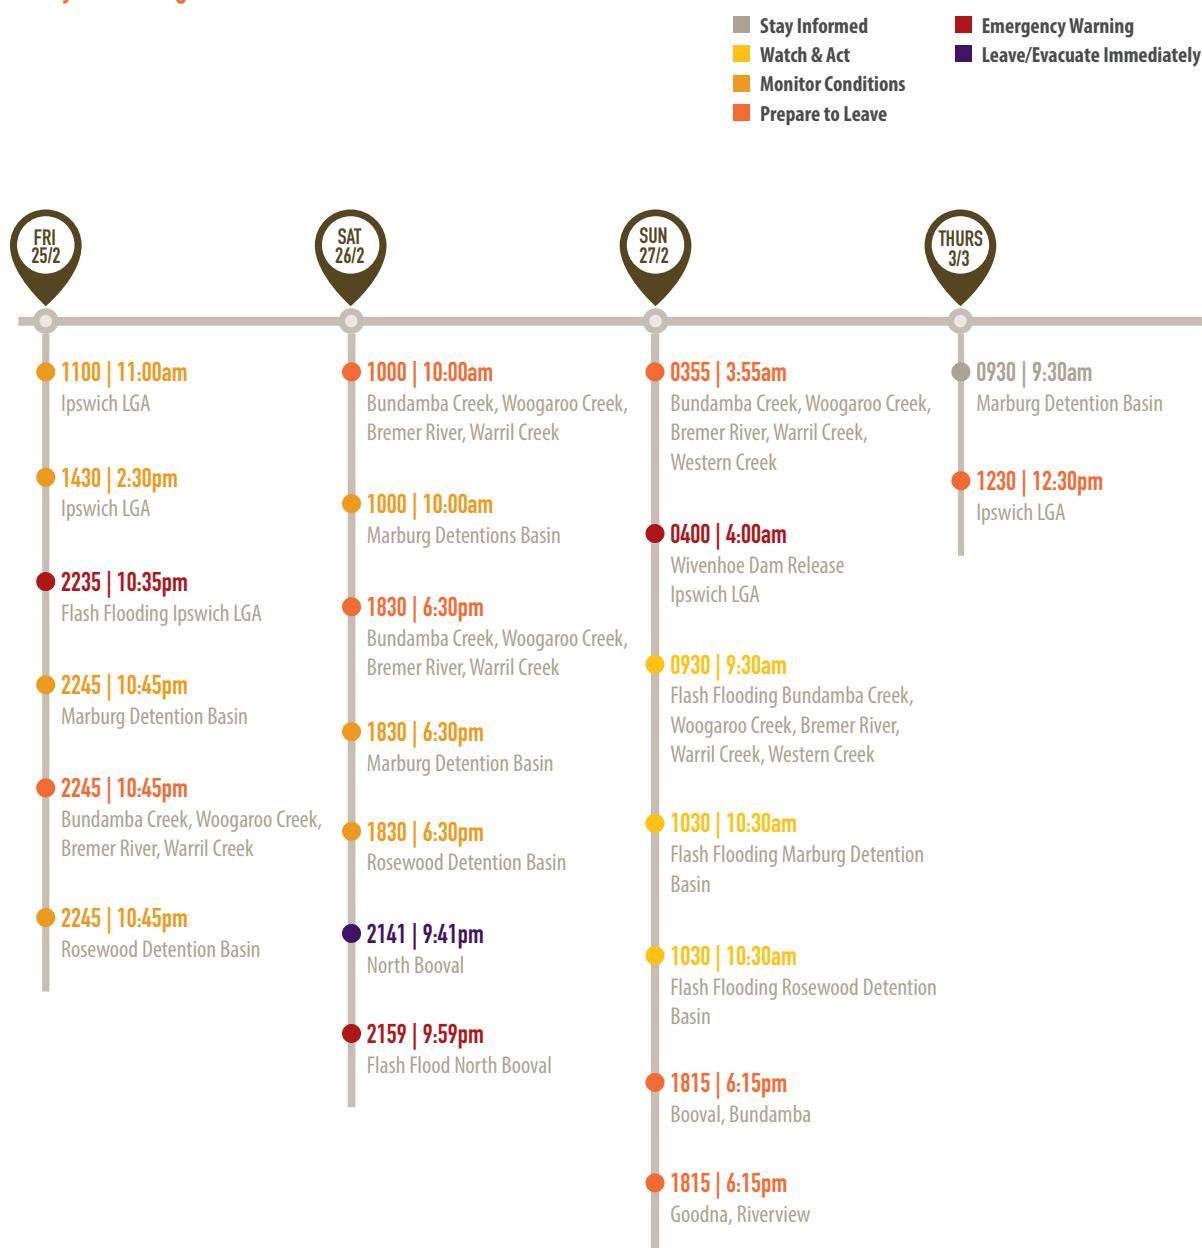 Stay Informed
Watch & Act
Monitor Conditions
Prepare to Leave
Emergency Warning
Leave/Evacuate Immediately
FRI
25/2
1100 | 11:00am
Ipswich LGA
1430 | 2:30pm
Ipswich LGA
2235 | 10:35pm
Flash Flooding Ipswich LGA
2245 | 10:45pm
Marburg Detention Basin
2245 | 10:45pm
Bundamba Creek, Woogaroo Creek,
Bremer River, Warril Creek
2245 | 10:45pm
Rosewood Detention Basin
SAT
26/2
1000 | 10:00am
Bundamba Creek, Woogaroo Creek,
Bremer River, Warril Creek
1000 | 10:00am
Marburg Detentions Basin
1830 | 6:30pm
Bundamba Creek, Woogaroo Creek,
Bremer River, Warril Creek
1830 | 6:30pm
Marburg Detention Basin
1830 | 6:30pm
Rosewood Detention Basin
2141 | 9:41pm
North Booval
2159 | 9:59pm
Flash Flood North Booval
SUN
27/2
0355 | 3:55am
Bundamba Creek, Woogaroo Creek,
Bremer River, Warril Creek,
Western Creek
0400 | 4:00am
Wivenhoe Dam Release
Ipswich LGA
0930 | 9:30am
Flash Flooding Bundamba Creek,
Woogaroo Creek, Bremer River,
Warril Creek, Western Creek
1030 | 10:30am
Flash Flooding Marburg Detention
Basin
1030 | 10:30am
Flash Flooding Rosewood Detention
Basin
1815 | 6:15pm
Booval, Bundamba
1815 | 6:15pm
Goodna, Riverview
THURS
3/3
0930 | 9:30am
Marburg Detention Basin
1230 | 12:30pm
Ipswich LGA